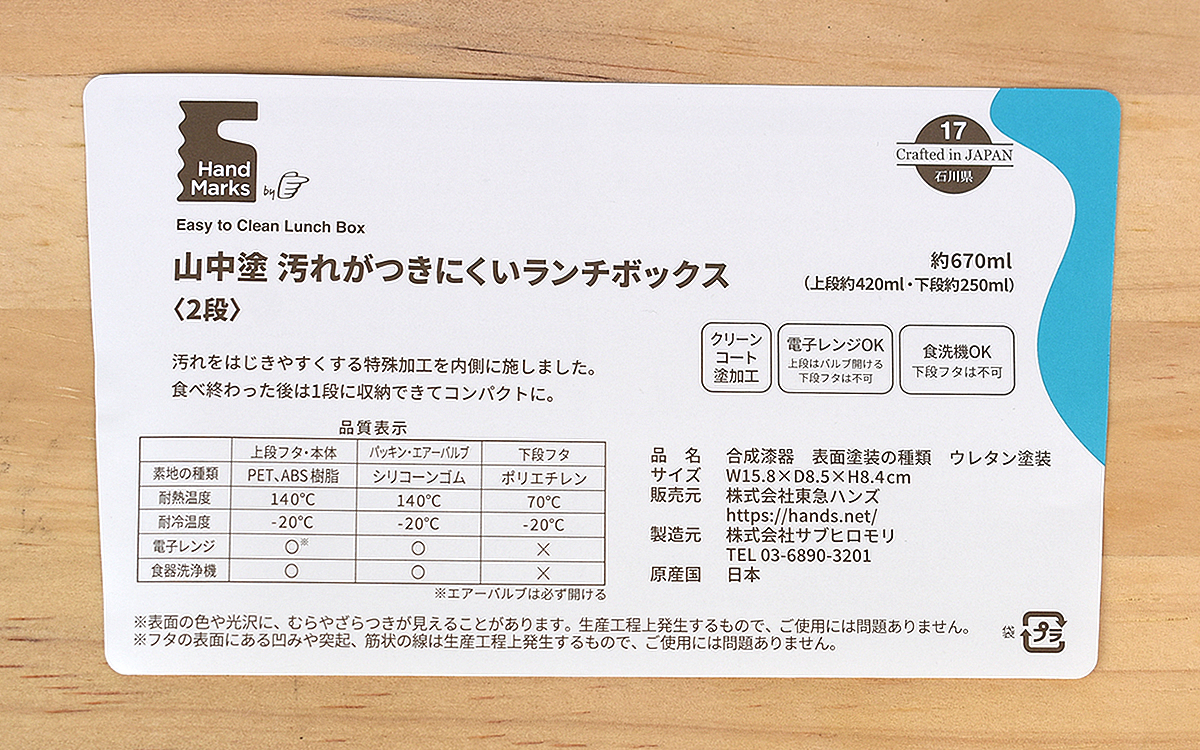 Hand
Marks
by
Easy to Clean Lunch Box
17
Crafted in JAPAN
石川県
山中塗 汚れがつきにくいランチボックス
〈2段〉
約670ml
（上段約420ml・下段約250ml）
クリーン
コート
塗加工
電子レンジOK
上段はバルブ開ける
下段フタは不可
食洗機OK
下段フタは不可
汚れをはじきやすくする特殊加工を内側に施しました。
食べ終わった後は1段に収納できてコンパクトに。
品質表示
上段フタ・本体 パッキン・エアーバルブ 下段フタ
素地の種類 PET、ABS樹脂 シリコーンゴム ポリエチレン
耐熱温度 140℃ 140℃ 70℃
耐冷温度 -20℃ -20℃ -20℃
電子レンジ ○※ ○ ×
食器洗浄機 ○ ○ ×
※エアーバルブは必ず開ける
品 名 合成漆器 表面塗装の種類 ウレタン塗装
サイズ W15.8×D8.5×H8.4cm
販売元 株式会社東急ハンズ
https://hands.net/
製造元 株式会社サブヒロモリ
TEL 03-6890-3201
原産国 日本
※表面の色や光沢に、むらやざらつきが見えることがあります。生産工程上発生するもので、ご使用には問題ありません。
※フタの表面にある凹みや突起、筋状の線は生産工程上発生するもので、ご使用には問題ありません。
袋 プラ